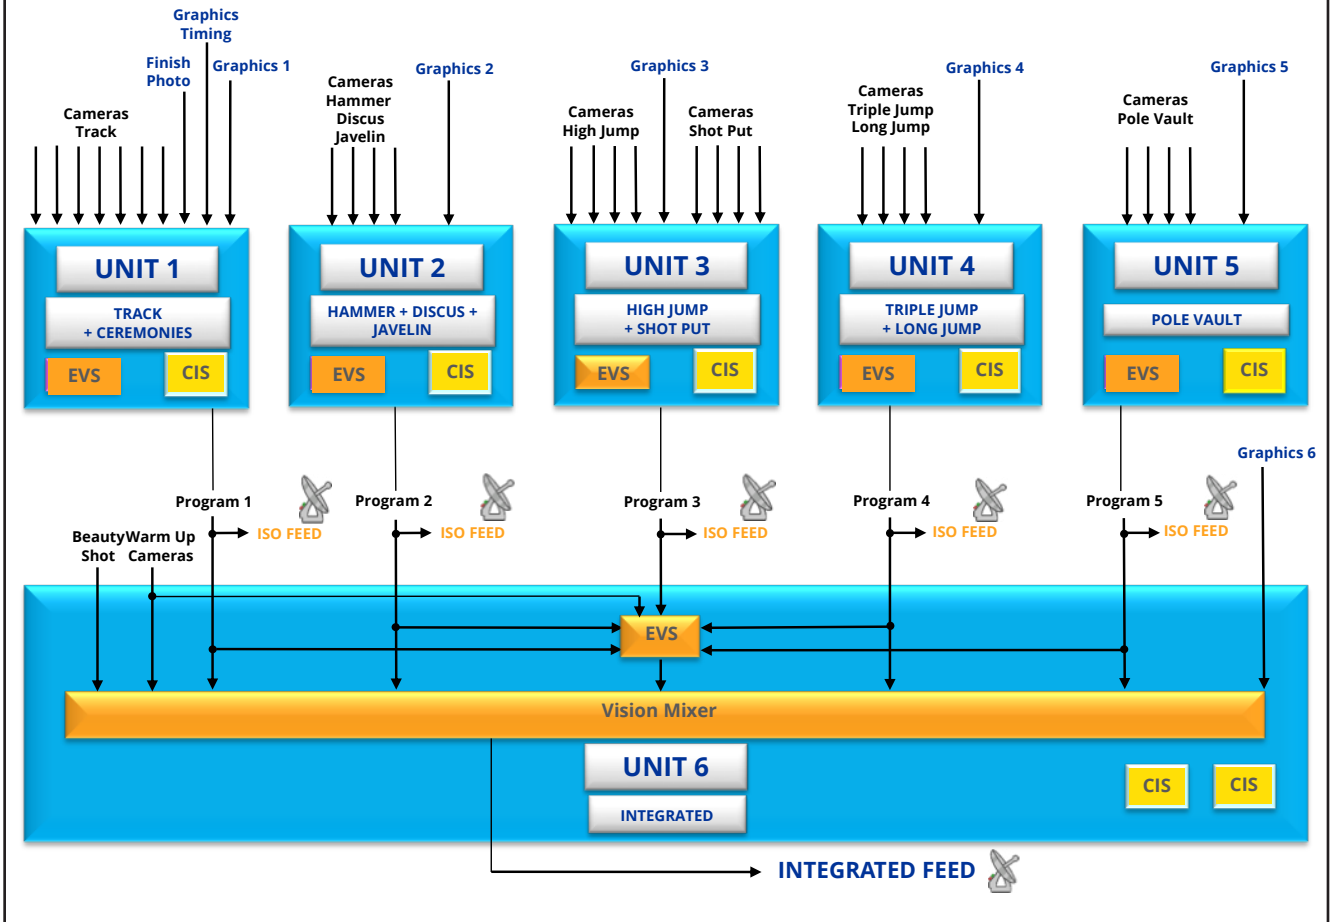 Graphics
Timing
Finish
Photo
Graphics 1
Cameras
Track
Cameras
Hammer
Discus
Javelin
Graphics 2
Graphics 3
Cameras
High Jump
Cameras
Shot Put
Cameras
Triple Jump
Long Jump
Graphics 4
Cameras
Pole Vault
Graphics 5
UNIT 1
TRACK
+ CEREMONIES
EVS
CIS
UNIT 2
HAMMER + DISCUS +
JAVELIN
EVS
CIS
UNIT 3
HIGH JUMP
+ SHOT PUT
EVS
CIS
UNIT 4
TRIPLE JUMP
+ LONG JUMP
EVS
CIS
UNIT 5
POLE VAULT
EVS
CIS
Graphics 6
Program 1
ISO FEED
Program 2
ISO FEED
Program 3
ISO FEED
Program 4
ISO FEED
Program 5
ISO FEED
Beauty
Shot
Warm Up
Cameras
EVS
Vision Mixer
UNIT 6
INTEGRATED
CIS
CIS
INTEGRATED FEED